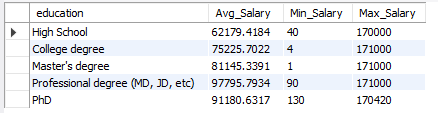 education Avg_Salary Min_Salary Max_Salary
High School 62179.4184 40 170000
College degree 75225.7022 4 171000
Master's degree 81145.3391 1 171000
Professional degree (MD, JD, etc) 97795.7934 90 171000
PhD 91180.6317 130 170420